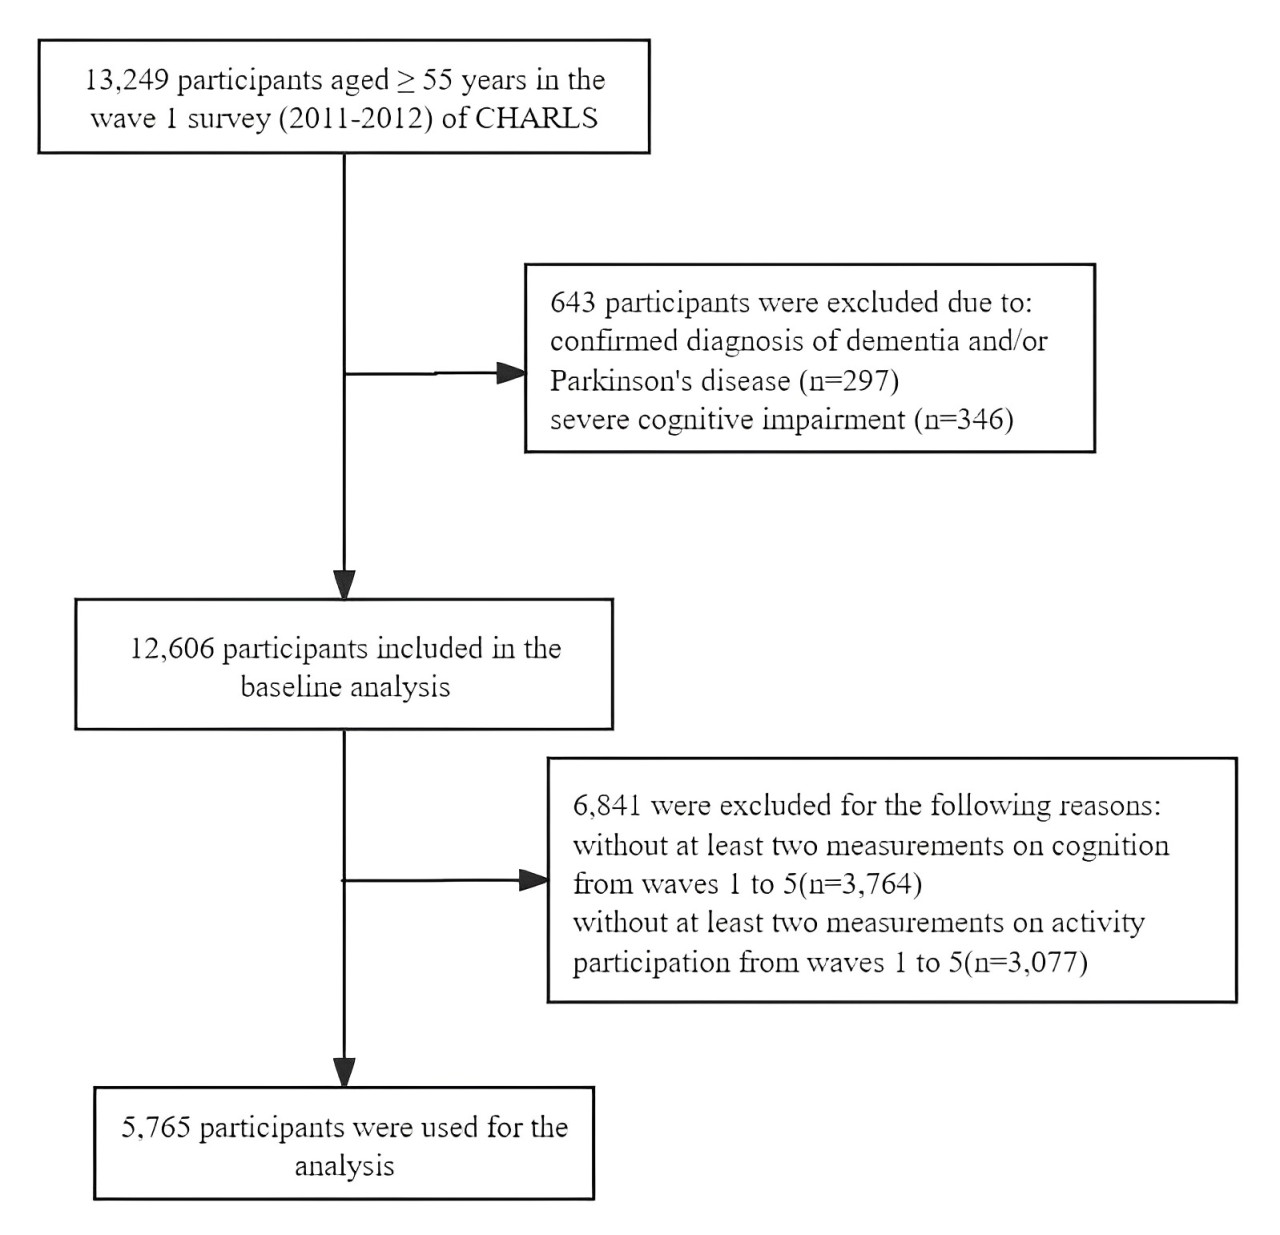 13,249 participants aged ≥ 55 years in the
wave 1 survey (2011-2012) of CHARLS
643 participants were excluded due to:
confirmed diagnosis of dementia and/or
Parkinson's disease (n=297)
severe cognitive impairment (n=346)
12,606 participants included in the
baseline analysis
6,841 were excluded for the following reasons:
without at least two measurements on cognition
from waves 1 to 5(n=3,764)
without at least two measurements on activity
participation from waves 1 to 5(n=3,077)
5,765 participants were used for the
analysis